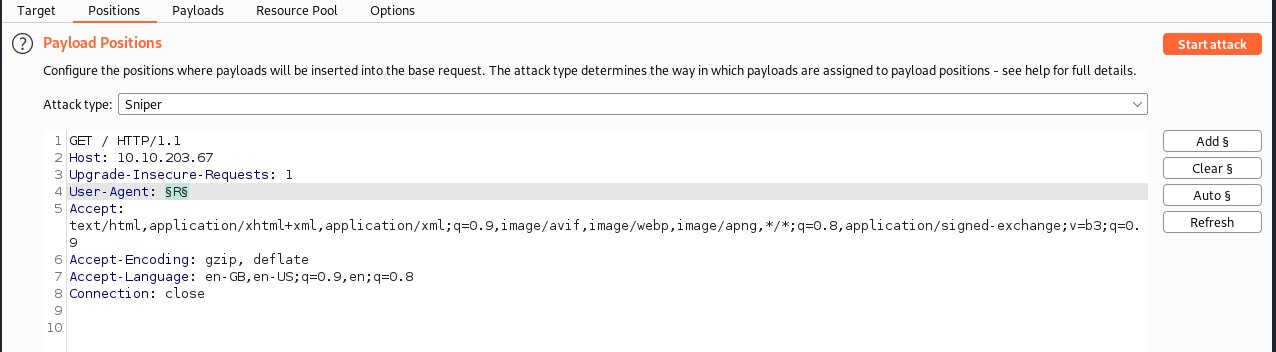 Target Positions Payloads Resource Pool Options
? Payload Positions Start attack
Configure the positions where payloads will be inserted into the base request. The attack type determines the way in which payloads are assigned to payload positions - see help for full details.
Attack type: Sniper
1 GET / HTTP/1.1 Add §
2 Host: 10.10.203.67
3 Upgrade-Insecure-Requests: 1 Clear §
4 User-Agent: §R§ Auto §
5 Accept:
text/html,application/xhtml+xml,application/xml;q=0.9,image/avif,image/webp,image/apng,*/*;q=0.8,application/signed-exchange;v=b3;q=0. Refresh
9
6 Accept-Encoding: gzip, deflate
7 Accept-Language: en-GB,en-US;q=0.9,en;q=0.8
8 Connection: close
9
10